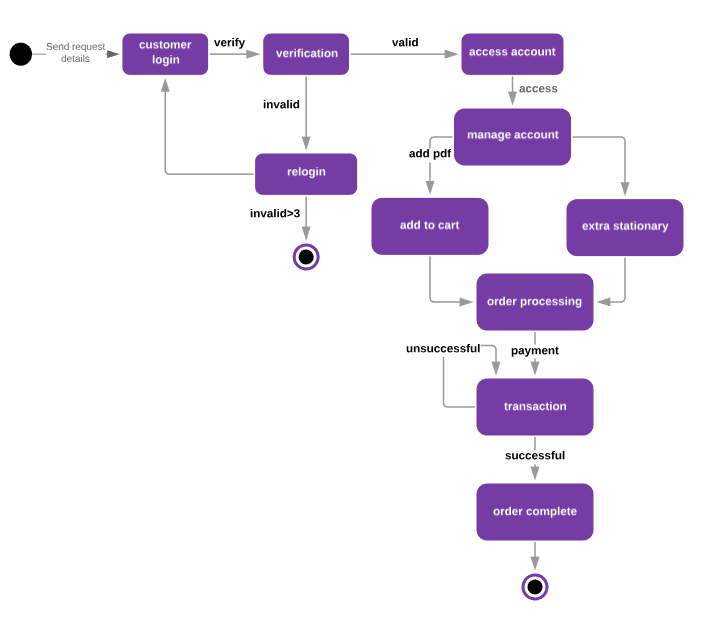 Send request
details
customer
login
verify
verification
valid
access account
access
invalid
manage account
add pdf
relogin
invalid>3
add to cart
extra stationary
order processing
unsuccessful
payment
transaction
successful
order complete